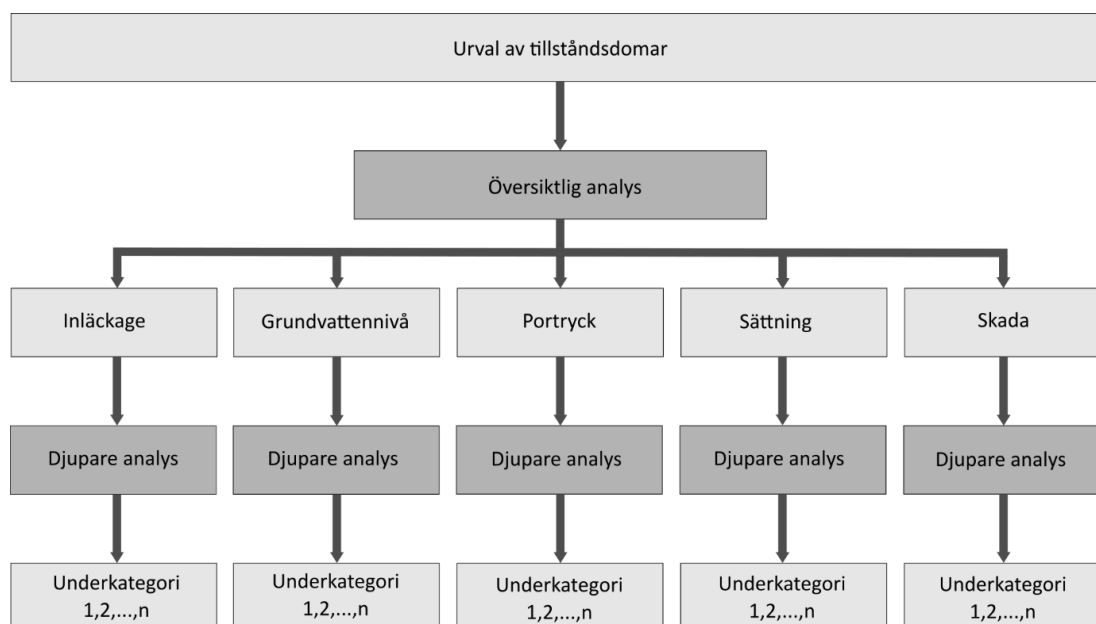 Urval av tillståndsdomar
Översiktlig analys
Inläckage
Grundvattennivå
Portryck
Sättning
Skada
Djupare analys
Djupare analys
Djupare analys
Djupare analys
Djupare analys
Underkategori
1,2,...,n
Underkategori
1,2,...,n
Underkategori
1,2,...,n
Underkategori
1,2,...,n
Underkategori
1,2,...,n